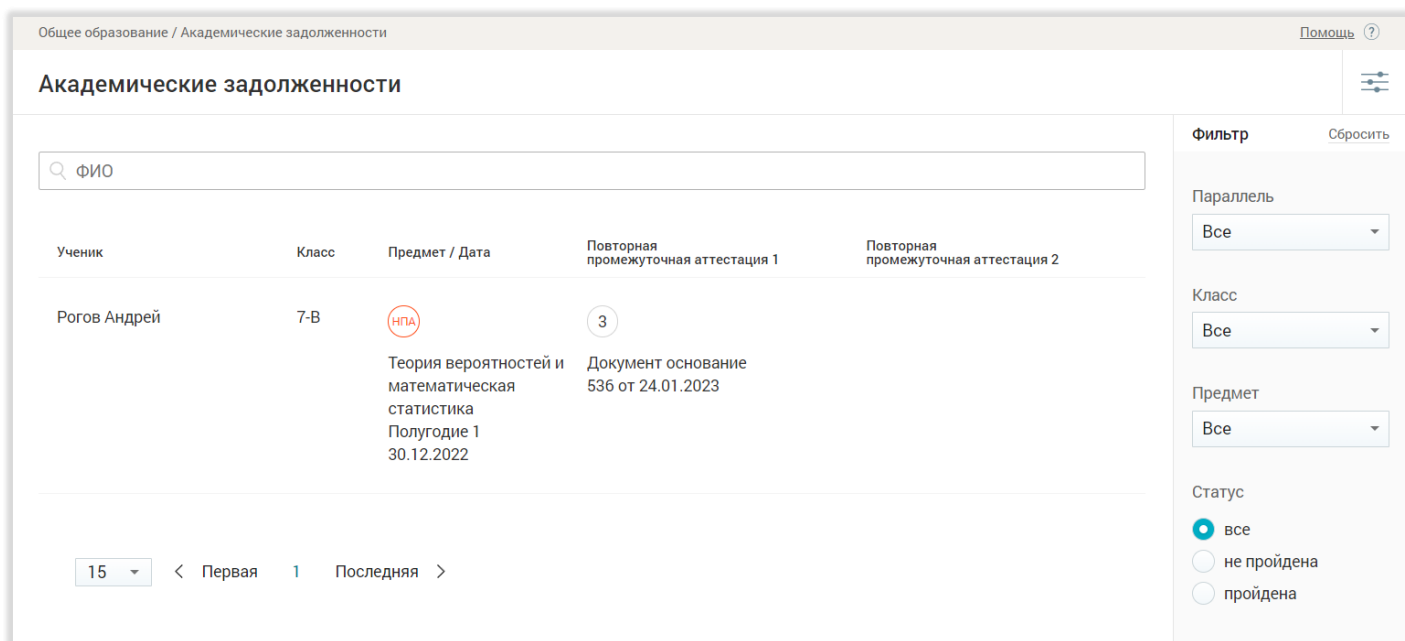 Общее образование / Академические задолженности
Помощь ?
Академические задолженности
Фильтр
Сбросить
ФИО
Параллель
Все
Ученик
Класс
Предмет / Дата
Повторная
промежуточная аттестация 1
Повторная
промежуточная аттестация 2
Рогов Андрей
7-В
НПА
3
Теория вероятностей и
математическая
статистика
Полугодие 1
30.12.2022
Документ основание
536 от 24.01.2023
Класс
Все
Предмет
Все
Статус
все
не пройдена
пройдена
15
Первая
1
Последняя